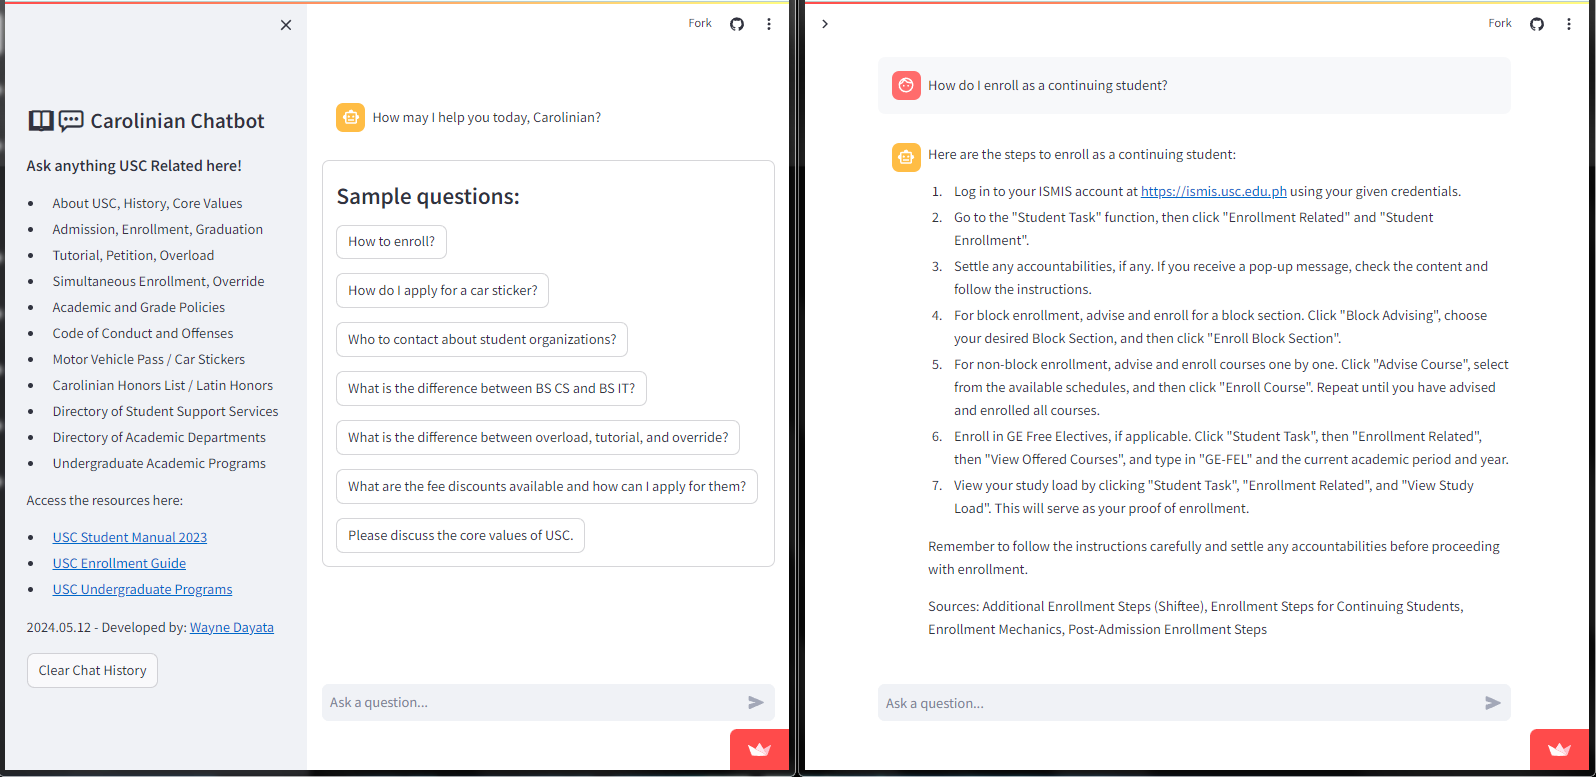 Fork
Carolinian Chatbot
Ask anything USC Related here!
About USC, History, Core Values
Admission, Enrollment, Graduation
Tutorial, Petition, Overload
Simultaneous Enrollment, Override
Academic and Grade Policies
Code of Conduct and Offenses
Motor Vehicle Pass / Car Stickers
Carolinian Honors List / Latin Honors
Directory of Student Support Services
Directory of Academic Departments
Undergraduate Academic Programs
Access the resources here:
USC Student Manual 2023
USC Enrollment Guide
USC Undergraduate Programs
2024.05.12 - Developed by: Wayne Dayata
Clear Chat History
How may I help you today, Carolinian?
Sample questions:
How to enroll?
How do I apply for a car sticker?
Who to contact about student organizations?
What is the difference between BS CS and BS IT?
What is the difference between overload, tutorial, and override?
What are the fee discounts available and how can I apply for them?
Please discuss the core values of USC.
Ask a question...
Fork
How do I enroll as a continuing student?
Here are the steps to enroll as a continuing student:
1. Log in to your ISMIS account at https://ismis.usc.edu.ph using your given credentials.
2. Go to the "Student Task" function, then click "Enrollment Related" and "Student
Enrollment".
3. Settle any accountabilities, if any. If you receive a pop-up message, check the content and
follow the instructions.
4. For block enrollment, advise and enroll for a block section. Click "Block Advising", choose
your desired Block Section, and then click "Enroll Block Section".
5. For non-block enrollment, advise and enroll courses one by one. Click "Advise Course", select
from the available schedules, and then click "Enroll Course". Repeat until you have advised
and enrolled all courses.
6. Enroll in GE Free Electives, if applicable. Click "Student Task", then "Enrollment Related",
then "View Offered Courses", and type in "GE-FEL" and the current academic period and year.
7. View your study load by clicking "Student Task", "Enrollment Related", and "View Study
Load". This will serve as your proof of enrollment.
Remember to follow the instructions carefully and settle any accountabilities before proceeding
with enrollment.
Sources: Additional Enrollment Steps (Shiftee), Enrollment Steps for Continuing Students,
Enrollment Mechanics, Post-Admission Enrollment Steps
Ask a question...